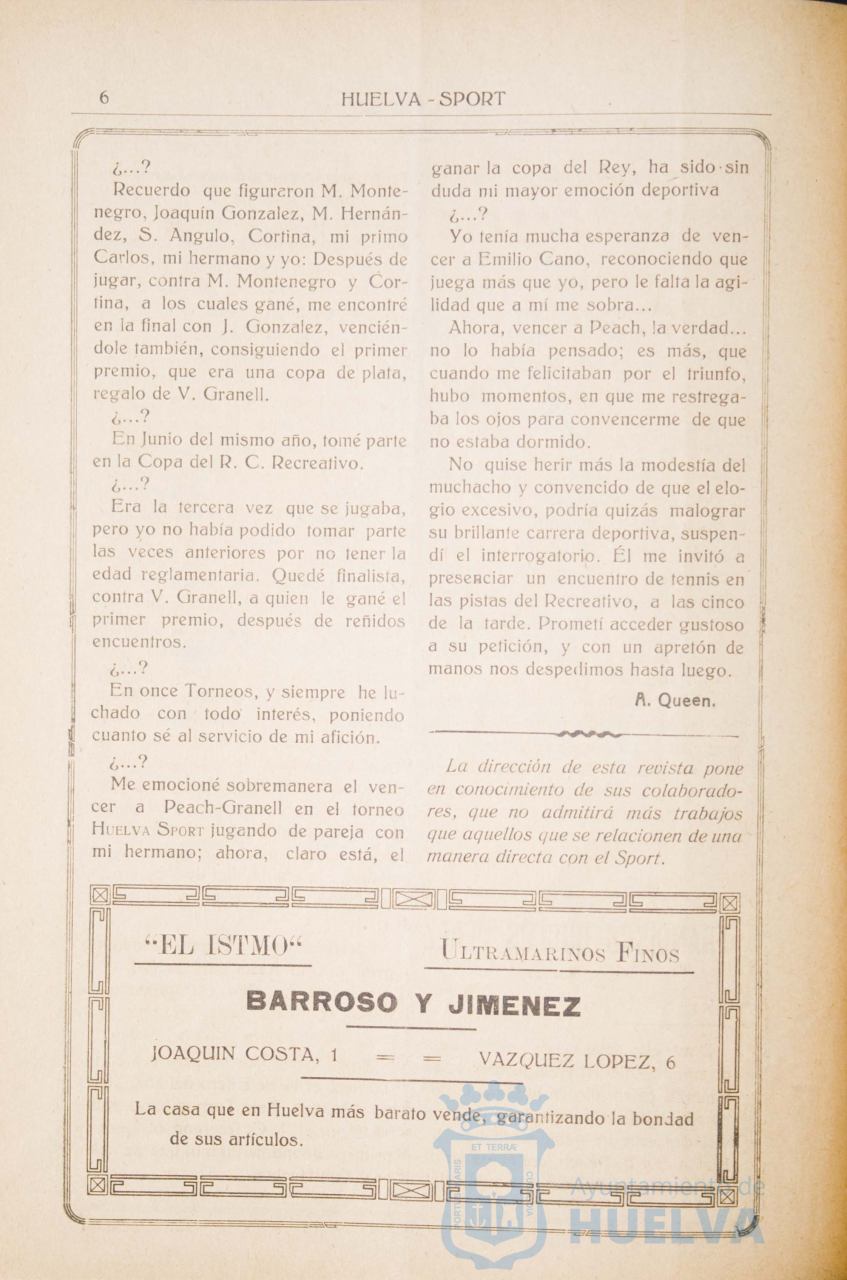 6
HUELVA - SPORT
¿...?
Recuerdo que figuraron M. Monte-
negro, Joaquín Gonzalez, M. Hernán-
dez, S. Angulo, Cortina, mi primo
Carlos, mi hermano y yo: Después de
jugar, contra M. Montenegro y Cor-
tina, a los cuales gané, me encontré
en la final con J. Gonzalez, vencién-
dole también, consiguiendo el primer
premio, que era una copa de plata,
regalo de V. Granell.
¿...?
En Junio del mismo año, tomé parte
en la Copa del R. C. Recreativo.
¿...?
Era la tercera vez que se jugaba,
pero yo no había podido tomar parte
las veces anteriores por no tener la
edad reglamentaria. Quedé finalista,
contra V. Granell, a quien le gané el
primer premio, después de reñidos
encuentros.
¿...?
En once Torneos, y siempre he lu-
chado con todo interés, poniendo
cuanto sé al servicio de mi afición.
¿...?
Me emocioné sobremanera el ven-
cer a Peach-Granell en el torneo
HUELVA SPORT jugando de pareja con
mi hermano; ahora, claro está, el
ganar la copa del Rey, ha sido sin
duda mi mayor emoción deportiva
¿...?
Yo tenía mucha esperanza de ven-
cer a Emilio Cano, reconociendo que
juega más que yo, pero le falta la agi-
lidad que a mí me sobra...
Ahora, vencer a Peach, la verdad...
no lo había pensado; es más, que
cuando me felicitaban por el triunfo,
hubo momentos, en que me restrega-
ba los ojos para convencerme de que
no estaba dormido.
No quise herir más la modestía del
muchacho y convencido de que el elo-
gio excesivo, podría quizás malograr
su brillante carrera deportiva, suspen-
dí el interrogatorio. Él me invitó a
presenciar un encuentro de tennis en
las pistas del Recreativo, a las cinco
de la tarde. Prometí acceder gustoso
a su petición, y con un apretón de
manos nos despedimos hasta luego.
A. Queen.
La dirección de esta revista pone
en conocimiento de sus colaborado-
res, que no admitirá más trabajos
que aquellos que se relacionen de una
manera directa con el Sport.
“EL ISTMO“
ULTRAMARINOS FINOS
BARROSO Y JIMENEZ
JOAQUIN COSTA, 1 = = VAZQUEZ LOPEZ, 6
La casa que en Huelva más barato vende, garantizando la bondad
de sus artículos.
ET TERRÆ
PORTUS MARIS
CUSTODIA
Ayuntamiento de
HUELVA